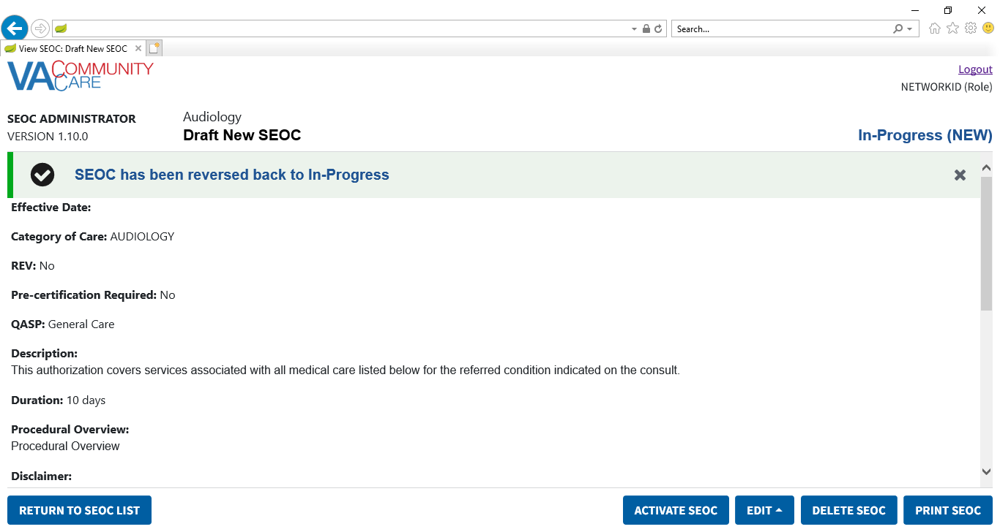 Search...
View SEOC: Draft New SEOC
VA COMMUNITY CARE
Logout
NETWORKID (Role)
SEOC ADMINISTRATOR
VERSION 1.10.0
Audiology
Draft New SEOC
In-Progress (NEW)
SEOC has been reversed back to In-Progress
Effective Date:
Category of Care: AUDIOLOGY
REV: No
Pre-certification Required: No
QASP: General Care
Description:
This authorization covers services associated with all medical care listed below for the referred condition indicated on the consult.
Duration: 10 days
Procedural Overview:
Procedural Overview
Disclaimer:
RETURN TO SEOC LIST
ACTIVATE SEOC
EDIT
DELETE SEOC
PRINT SEOC